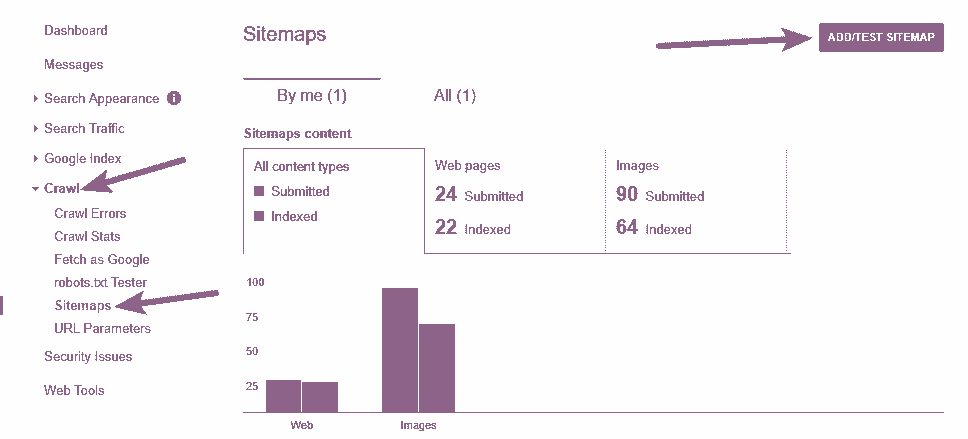 Dashboard
Messages
Search Appearance
Search Traffic
Google Index
Crawl
Crawl Errors
Crawl Stats
Fetch as Google
robots.txt Tester
Sitemaps
URL Parameters
Security Issues
Web Tools
Sitemaps
ADD/TEST SITEMAP
By me (1) All (1)
Sitemaps content
All content types
Submitted
Indexed
Web pages
24 Submitted
22 Indexed
Images
90 Submitted
64 Indexed
100
75
50
25
Web Images